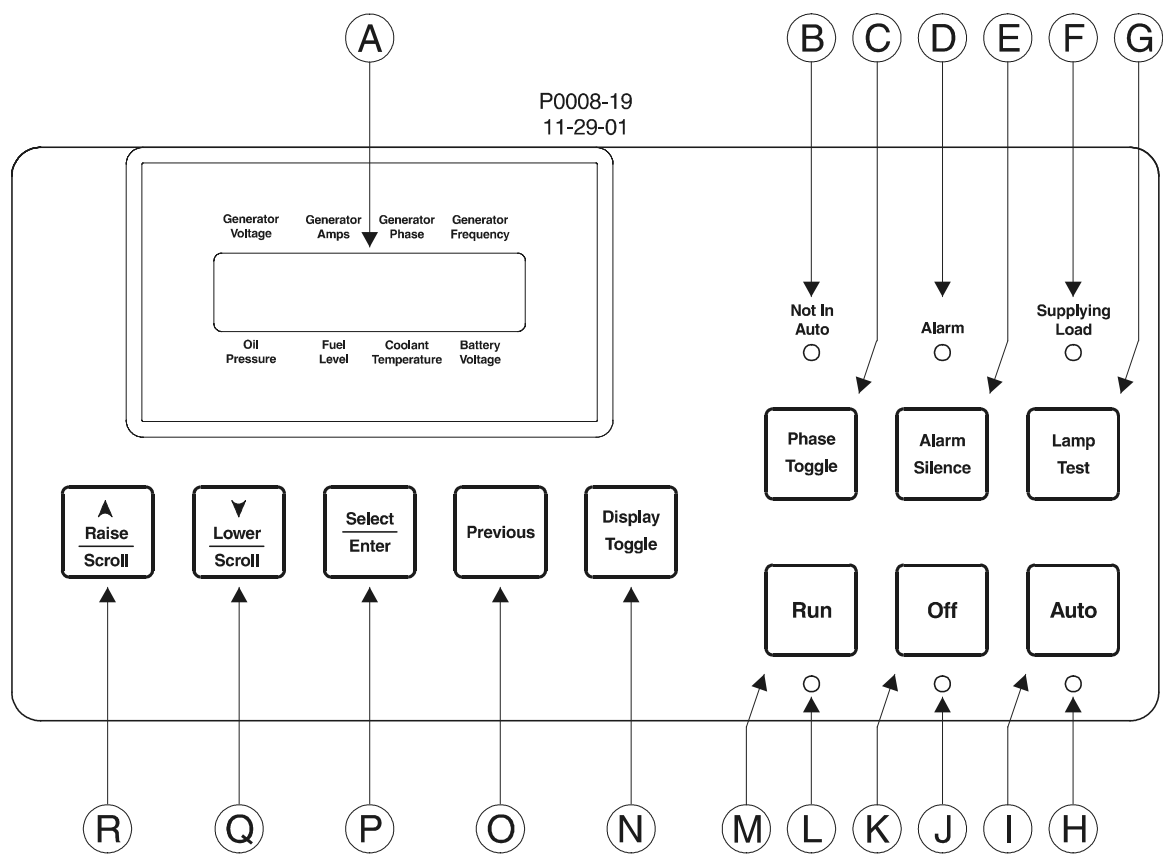 A
B
C
D
E
F
G
P0008-19
11-29-01
Generator
Voltage
Generator
Amps
Generator
Phase
Generator
Frequency
Oil
Pressure
Fuel
Level
Coolant
Temperature
Battery
Voltage
Not In
Auto
Alarm
Supplying
Load
Phase
Toggle
Alarm
Silence
Lamp
Test
Raise
Scroll
Lower
Scroll
Select
Enter
Previous
Display
Toggle
Run
Off
Auto
R
Q
P
O
N
M
L
K
J
I
H